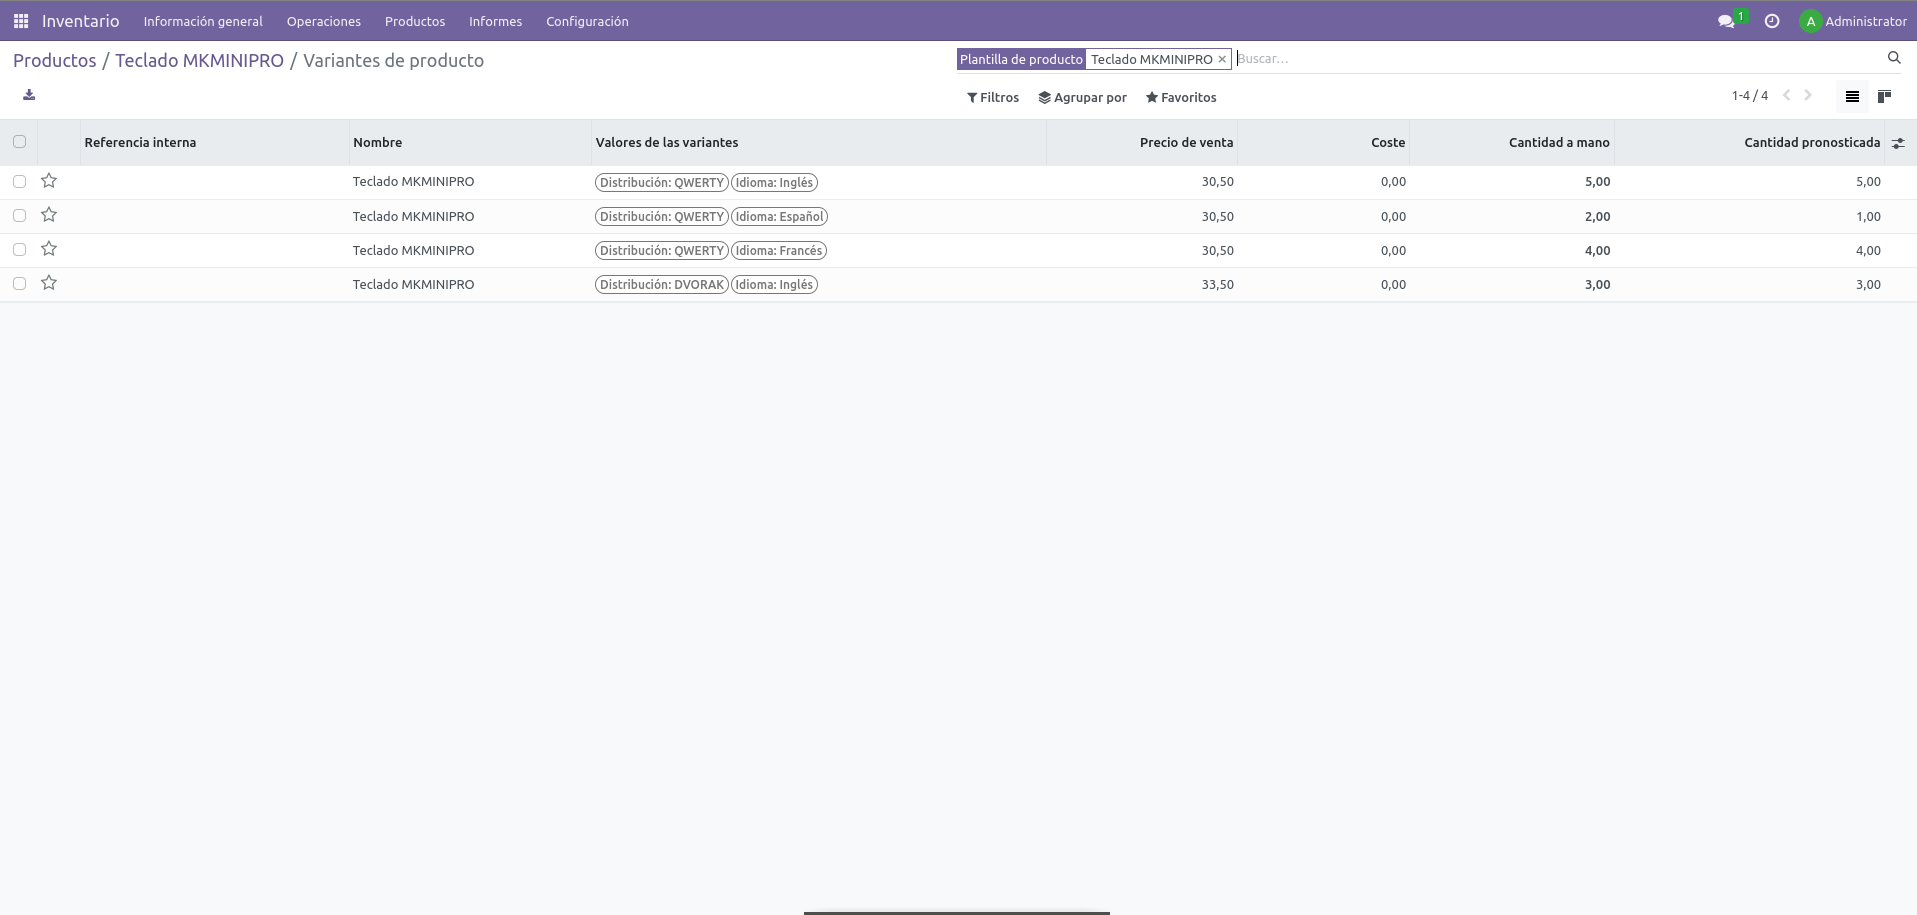 Inventario Información general Operaciones Productos Informes Configuración 1 A Administrator
Productos / Teclado MKMINIPRO / Variantes de producto Plantilla de producto Teclado MKMINIPRO × Buscar...
Filtros Agrupar por Favoritos 1-4 / 4
Referencia interna Nombre Valores de las variantes Precio de venta Coste Cantidad a mano Cantidad pronosticada
Teclado MKMINIPRO Distribución: QWERTY Idioma: Inglés 30,50 0,00 5,00 5,00
Teclado MKMINIPRO Distribución: QWERTY Idioma: Español 30,50 0,00 2,00 1,00
Teclado MKMINIPRO Distribución: QWERTY Idioma: Francés 30,50 0,00 4,00 4,00
Teclado MKMINIPRO Distribución: DVORAK Idioma: Inglés 33,50 0,00 3,00 3,00